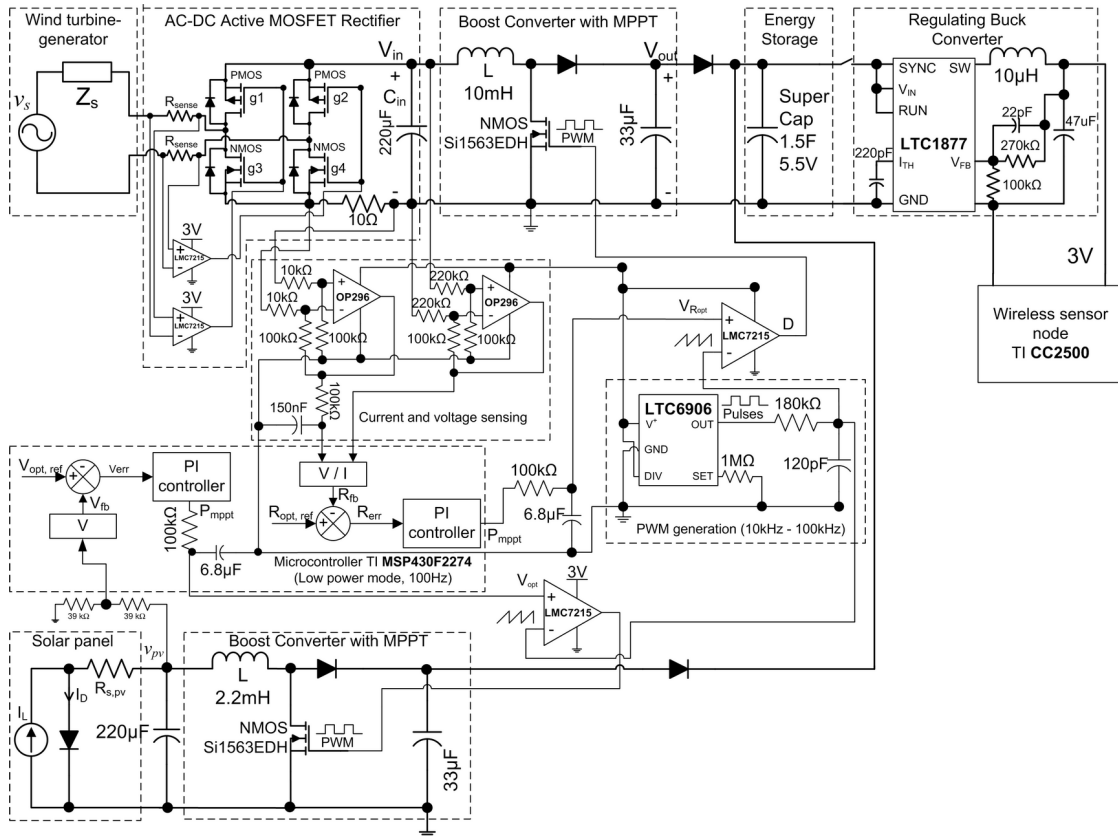 Wind turbine-
generator
AC-DC Active MOSFET Rectifier
Boost Converter with MPPT
Energy
Storage
Regulating Buck
Converter
Zs
vs
Rsense
Rsense
PMOS
g1
PMOS
g2
NMOS
g3
NMOS
g4
10Ω
3V
+
-
LMC7215
3V
+
-
LMC7215
Vin
+
Cin
220µF
-
L
10mH
NMOS
Si1563EDH
PWM
Vout
+
33µF
-
Super
Cap
1.5F
5.5V
SYNC
SW
VIN
RUN
LTC1877
ITH
VFB
GND
220pF
10µH
22pF
270kΩ
100kΩ
47uF
3V
Wireless sensor
node
TI CC2500
10kΩ
10kΩ
+
-
OP296
100kΩ
100kΩ
220kΩ
220kΩ
+
-
OP296
100kΩ
100kΩ
100kΩ
150nF
Current and voltage sensing
VRopt
+
-
LMC7215
D
LTC6906
V+
OUT
GND
DIV
SET
Pulses
180kΩ
1MΩ
120pF
PWM generation (10kHz - 100kHz)
Vopt, ref
+
-
Verr
PI
controller
Vfb
V
Pmppt
100kΩ
6.8µF
V / I
Rfb
Ropt, ref
+
-
Rerr
PI
controller
Pmppt
100kΩ
6.8µF
Microcontroller TI MSP430F2274
(Low power mode, 100Hz)
39 kΩ
39 kΩ
Vopt
3V
+
-
LMC7215
Solar panel
vpv
Boost Converter with MPPT
IL
ID
Rs,pv
220µF
L
2.2mH
NMOS
Si1563EDH
PWM
33µF